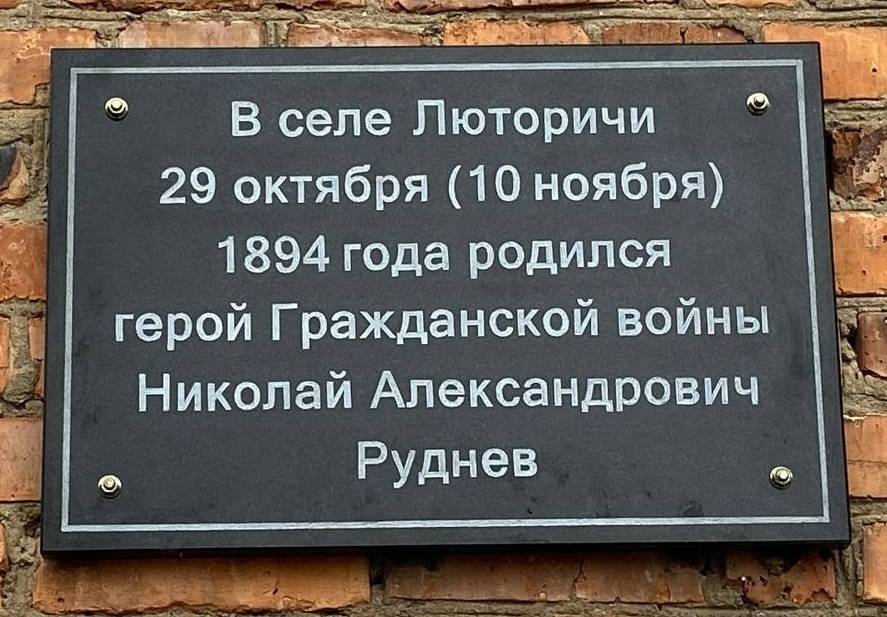 В селе Люторичи
29 октября (10 ноября)
1894 года родился
герой Гражданской войны
Николай Александрович
Руднев